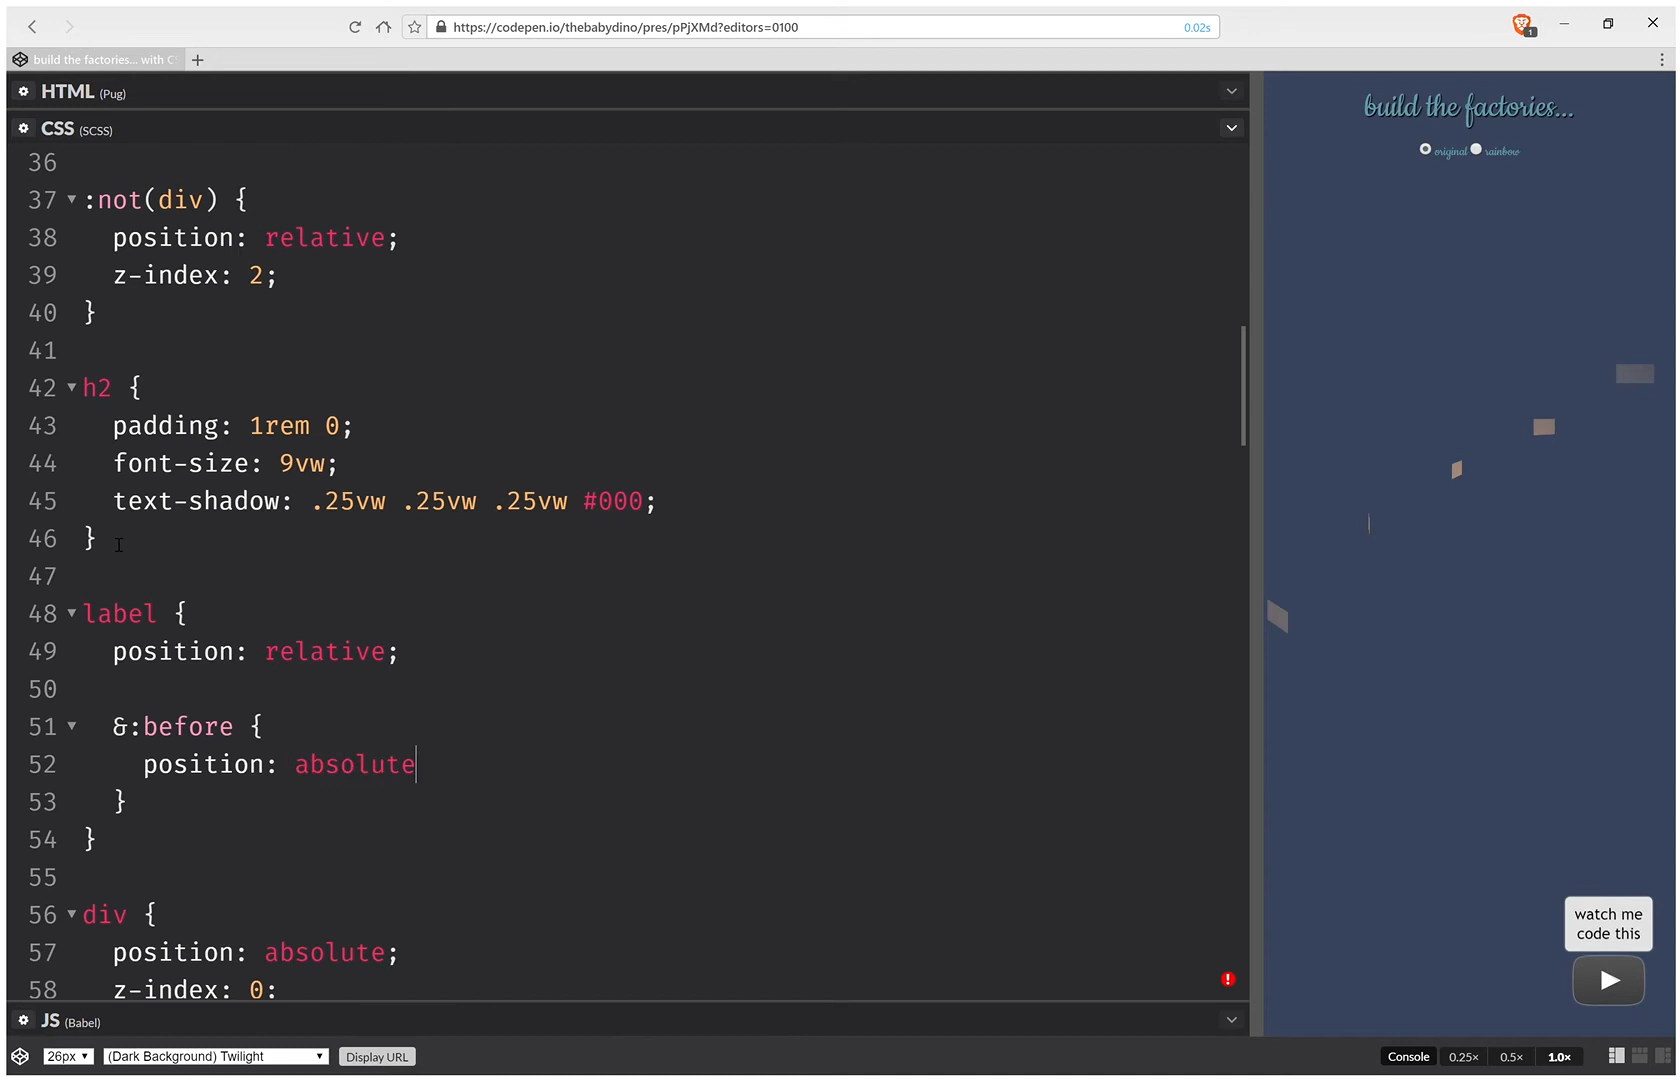 https://codepen.io/thebabydino/pres/pPjXMd?editors=0100
0.02s
1
build the factories... with C
HTML (Pug)
CSS (SCSS)
36
37 :not(div) {
38 position: relative;
39 z-index: 2;
40 }
41
42 h2 {
43 padding: 1rem 0;
44 font-size: 9vw;
45 text-shadow: .25vw .25vw .25vw #000;
46 }
47
48 label {
49 position: relative;
50
51 &:before {
52 position: absolute
53 }
54 }
55
56 div {
57 position: absolute;
58 z-index: 0;
JS (Babel)
26px
(Dark Background) Twilight
Display URL
Console
0.25×
0.5×
1.0×
build the factories...
original rainbow
watch me
code this